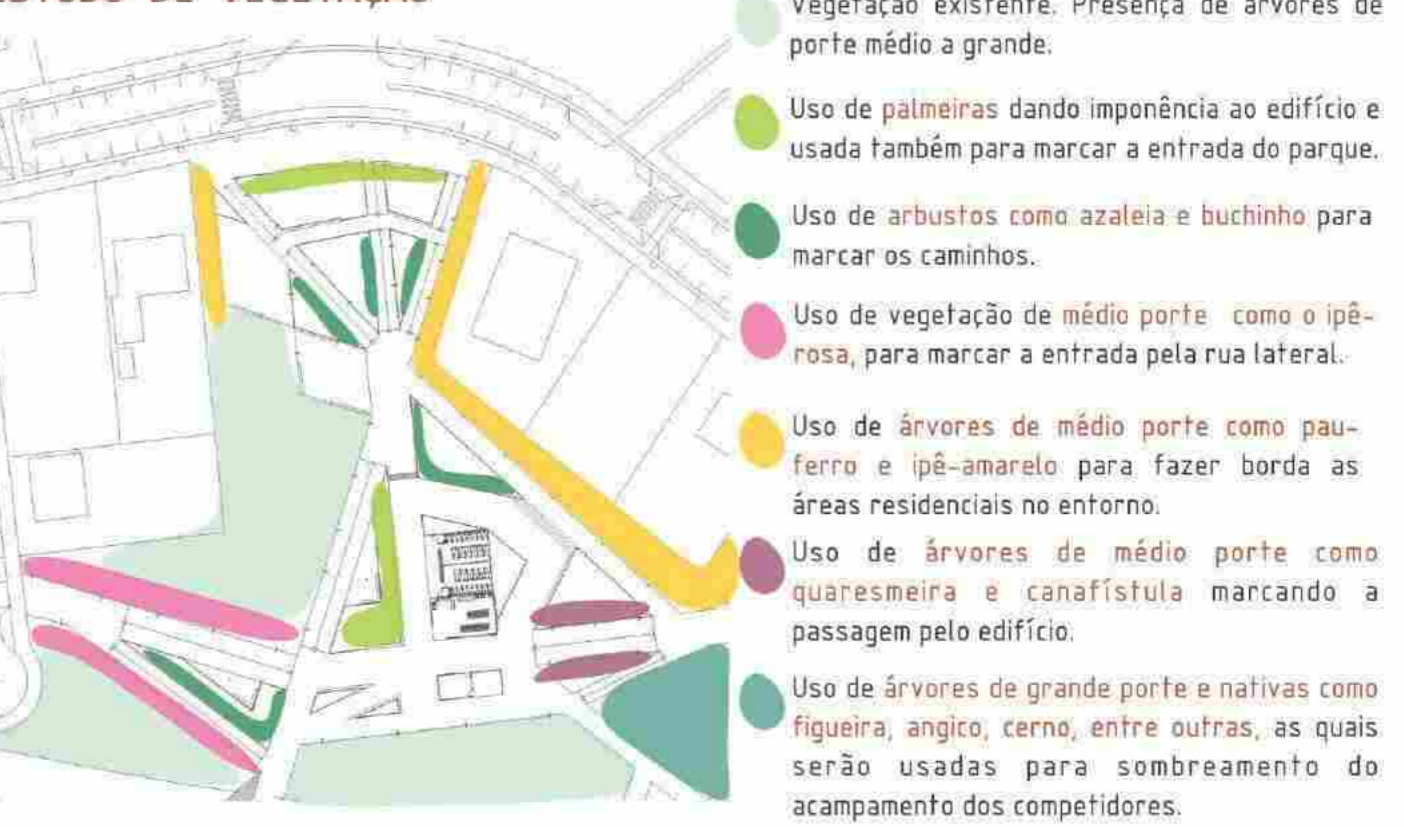 ESTUDO DE VEGETAÇÃO
Vegetação existente. Presença de árvores de
porte médio a grande.
Uso de palmeiras dando imponência ao edifício e
usada também para marcar a entrada do parque.
Uso de arbustos como azaleia e buchinho para
marcar os caminhos.
Uso de vegetação de médio porte como o ipê-
rosa, para marcar a entrada pela rua lateral.
Uso de árvores de médio porte como pau-
ferro e ipê-amarelo para fazer borda as
áreas residenciais no entorno.
Uso de árvores de médio porte como
quaresmeira e canafístula marcando a
passagem pelo edifício.
Uso de árvores de grande porte e nativas como
figueira, angico, cerno, entre outras, as quais
serão usadas para sombreamento do
acampamento dos competidores.